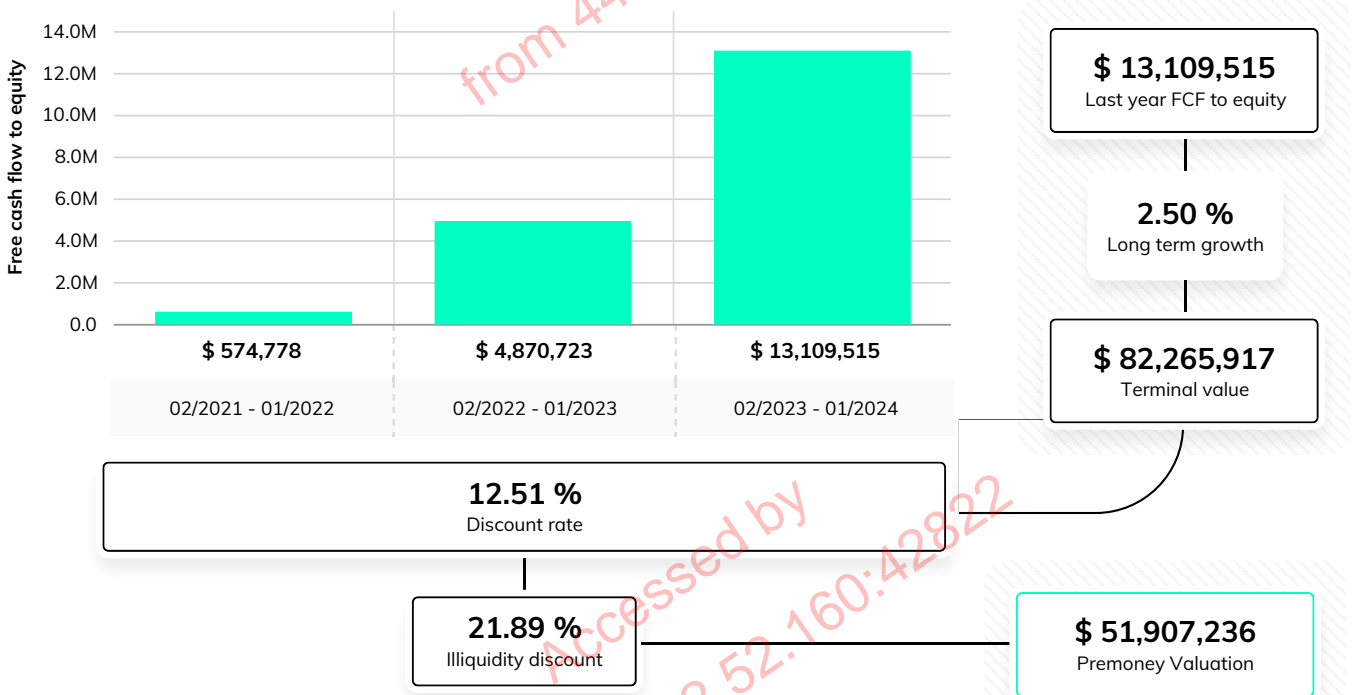 Free cash flow to equity
14.0M
12.0M
10.0M
8.0M
6.0M
4.0M
2.0M
0.0
$ 574,778
$ 4,870,723
$ 13,109,515
02/2021 - 01/2022
02/2022 - 01/2023
02/2023 - 01/2024
$ 13,109,515
Last year FCF to equity
2.50 %
Long term growth
$ 82,265,917
Terminal value
12.51 %
Discount rate
21.89 %
Illiquidity discount
$ 51,907,236
Premoney Valuation
Accessed by
from 44
52.160:42822